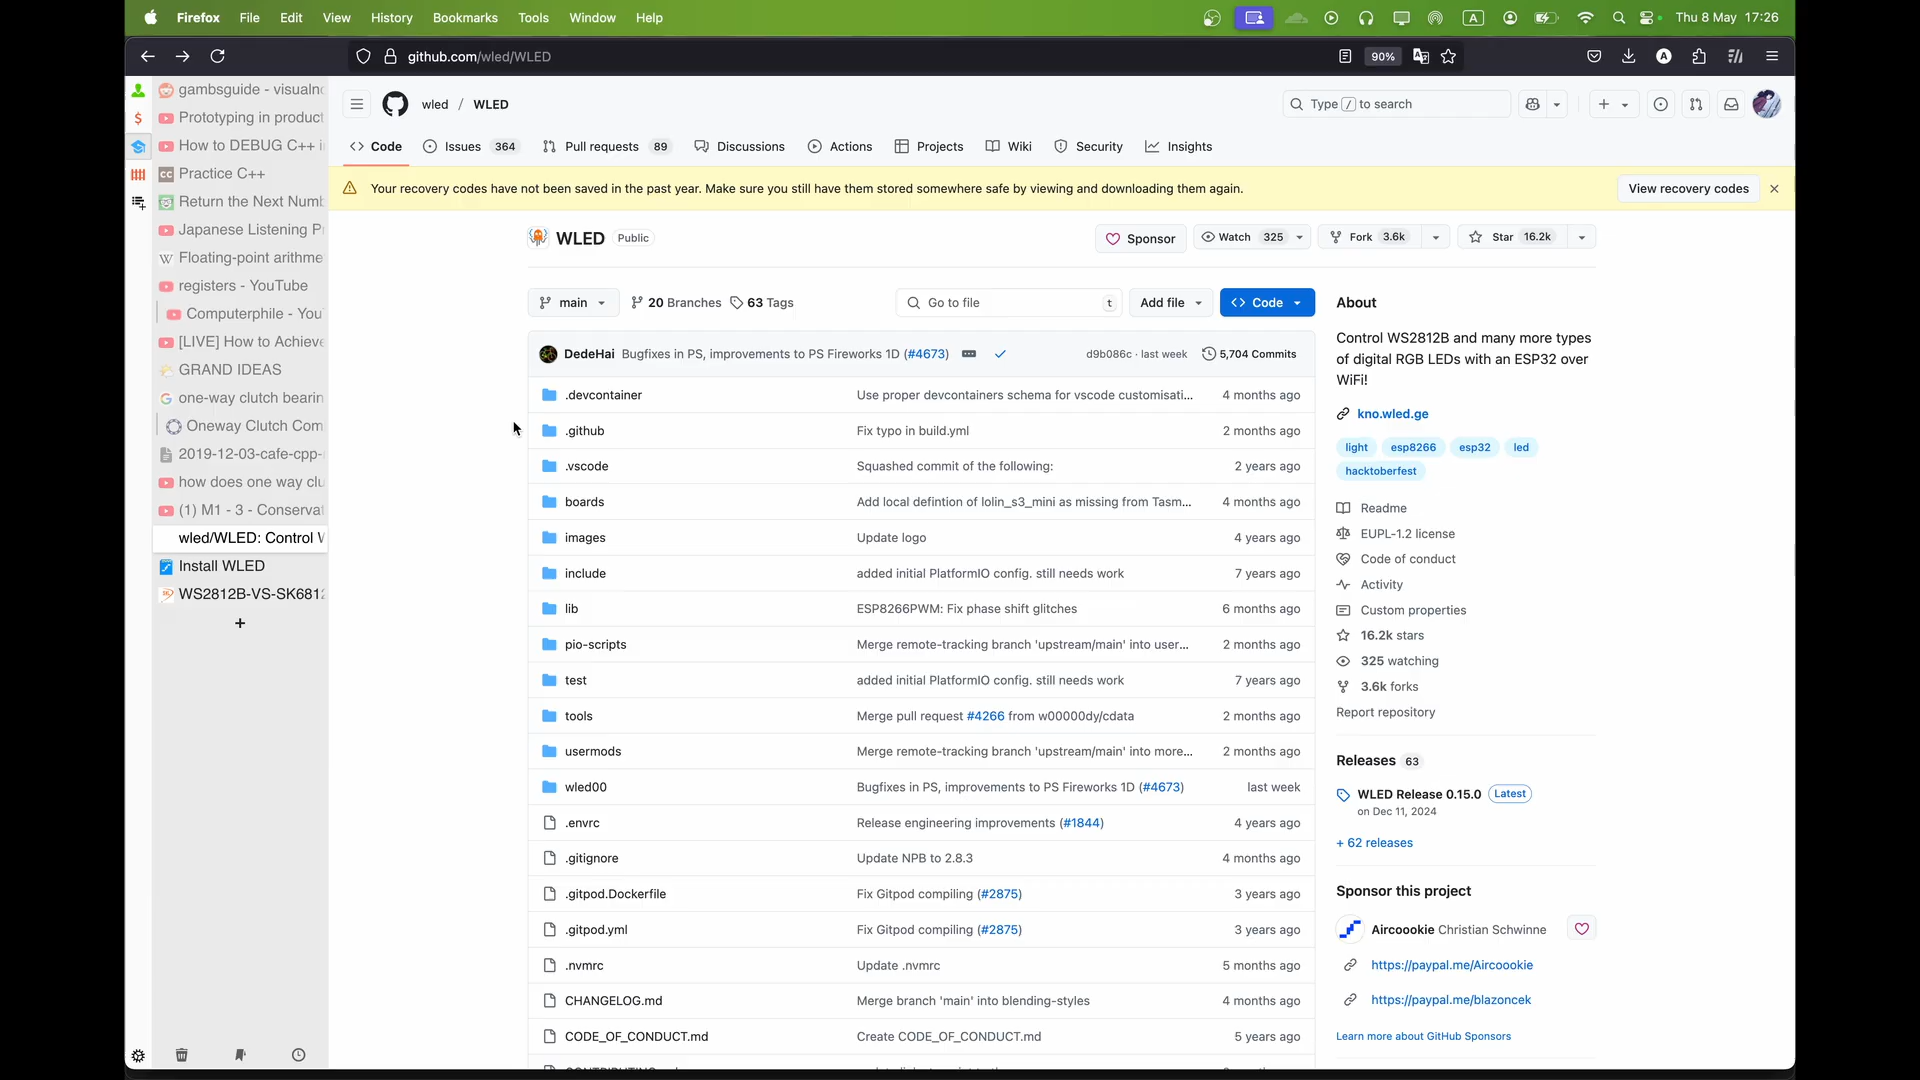 Firefox File Edit View History Bookmarks Tools Window Help A Thu 8 May 17:26
github.com/wled/WLED 90% A
gambsguide - visualno
$ Prototyping in product
How to DEBUG C++ i
Practice C++
Return the Next Numb
Japanese Listening P
W Floating-point arithme
registers - YouTube
Computerphile - You
[LIVE] How to Achieve
GRAND IDEAS
one-way clutch bearin
Oneway Clutch Com
2019-12-03-cafe-cpp-
how does one way clu
(1) M1 - 3 - Conservat
wled/WLED: Control W
Install WLED
WS2812B-VS-SK6812
+
wled / WLED
Type / to search
Code Issues 364 Pull requests 89 Discussions Actions Projects Wiki Security Insights
Your recovery codes have not been saved in the past year. Make sure you still have them stored somewhere safe by viewing and downloading them again. View recovery codes
WLED Public Sponsor Watch 325 Fork 3.6k Star 16.2k
main 20 Branches 63 Tags Go to file t Add file Code
DedeHai Bugfixes in PS, improvements to PS Fireworks 1D (#4673) d9b086c · last week 5,704 Commits
.devcontainer Use proper devcontainers schema for vscode customisati... 4 months ago
.github Fix typo in build.yml 2 months ago
.vscode Squashed commit of the following: 2 years ago
boards Add local defintion of lolin_s3_mini as missing from Tasm... 4 months ago
images Update logo 4 years ago
include added initial PlatformIO config. still needs work 7 years ago
lib ESP8266PWM: Fix phase shift glitches 6 months ago
pio-scripts Merge remote-tracking branch 'upstream/main' into user... 2 months ago
test added initial PlatformIO config. still needs work 7 years ago
tools Merge pull request #4266 from w00000dy/cdata 2 months ago
usermods Merge remote-tracking branch 'upstream/main' into more... 2 months ago
wled00 Bugfixes in PS, improvements to PS Fireworks 1D (#4673) last week
.envrc Release engineering improvements (#1844) 4 years ago
.gitignore Update NPB to 2.8.3 4 months ago
.gitpod.Dockerfile Fix Gitpod compiling (#2875) 3 years ago
.gitpod.yml Fix Gitpod compiling (#2875) 3 years ago
.nvmrc Update .nvmrc 5 months ago
CHANGELOG.md Merge branch 'main' into blending-styles 4 months ago
CODE_OF_CONDUCT.md Create CODE_OF_CONDUCT.md 5 years ago
About
Control WS2812B and many more types
of digital RGB LEDs with an ESP32 over
WiFi!
kno.wled.ge
light esp8266 esp32 led
hacktoberfest
Readme
EUPL-1.2 license
Code of conduct
Activity
Custom properties
16.2k stars
325 watching
3.6k forks
Report repository
Releases 63
WLED Release 0.15.0 Latest
on Dec 11, 2024
+ 62 releases
Sponsor this project
Aircoookie Christian Schwinne
https://paypal.me/Aircoookie
https://paypal.me/blazoncek
Learn more about GitHub Sponsors